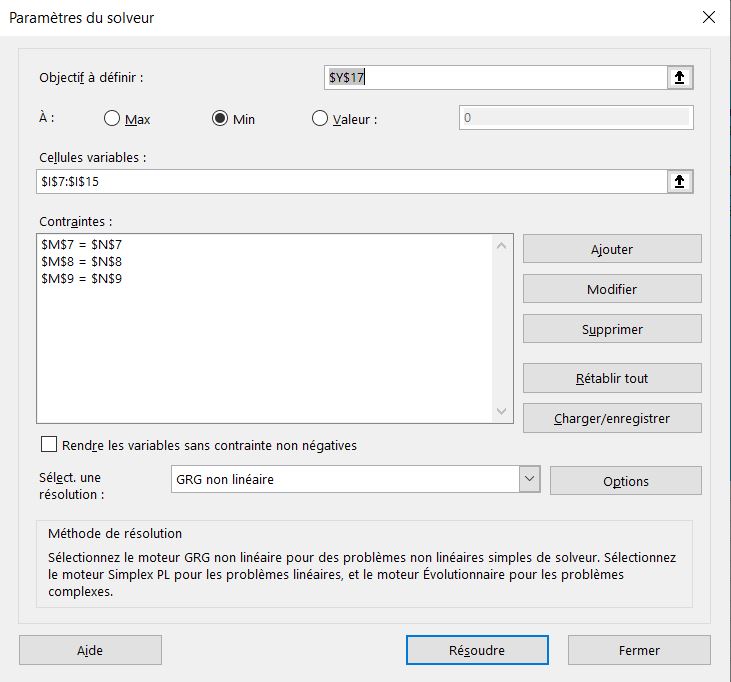 Paramètres du solveur
Objectif à définir :
$Y$17
À :
Max
Min
Valeur :
0
Cellules variables :
$I$7:$I$15
Contraintes :
$M$7 = $N$7
$M$8 = $N$8
$M$9 = $N$9
Ajouter
Modifier
Supprimer
Rétablir tout
Charger/enregistrer
Rendre les variables sans contrainte non négatives
Sélect. une
résolution :
GRG non linéaire
Options
Méthode de résolution
Sélectionnez le moteur GRG non linéaire pour des problèmes non linéaires simples de solveur. Sélectionnez
le moteur Simplex PL pour les problèmes linéaires, et le moteur Évolutionnaire pour les problèmes
complexes.
Aide
Résoudre
Fermer